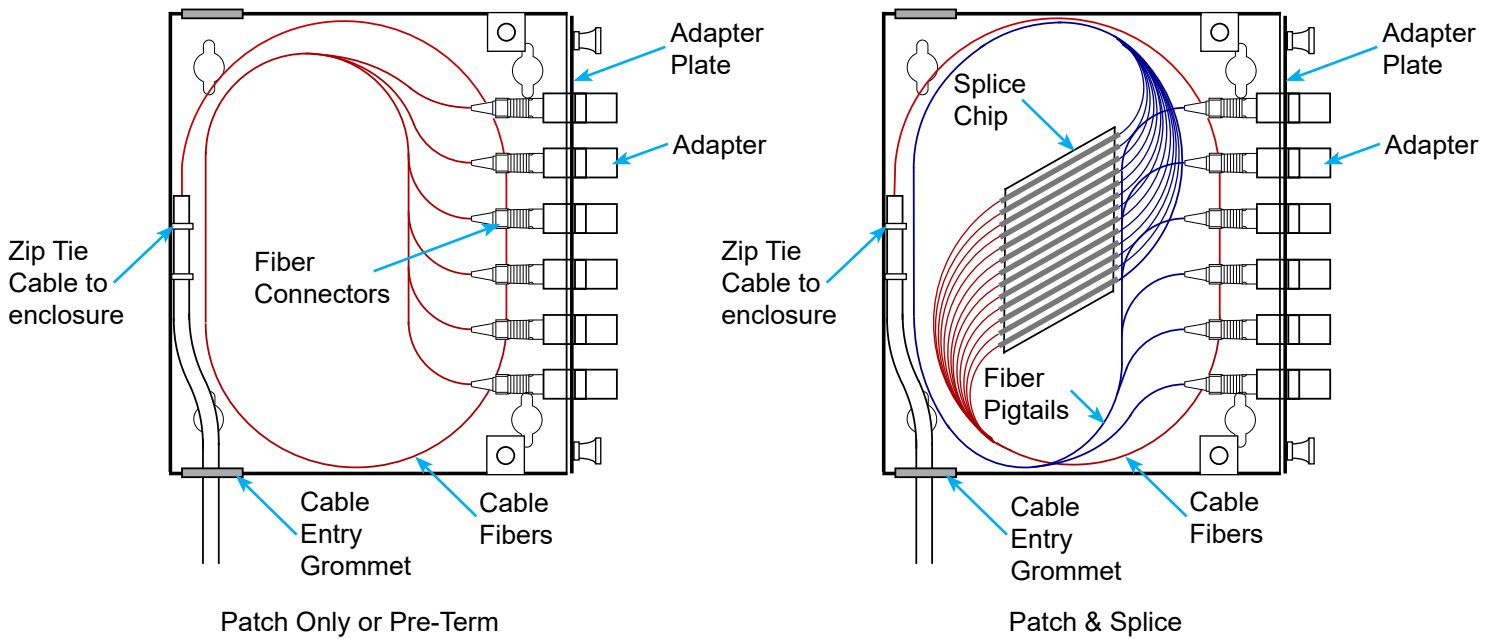 Adapter
Plate
Adapter
Zip Tie
Cable to
enclosure
Fiber
Connectors
Cable
Entry
Grommet
Cable
Fibers
Patch Only or Pre-Term
Adapter
Plate
Splice
Chip
Adapter
Zip Tie
Cable to
enclosure
Fiber
Pigtails
Cable
Entry
Grommet
Cable
Fibers
Patch & Splice